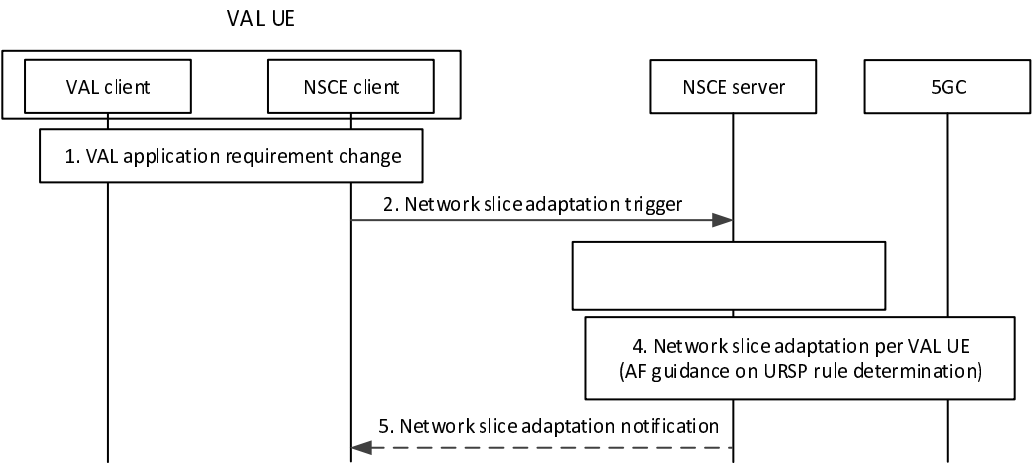 VAL UE
VAL client
NSCE client
NSCE server
5GC
1. VAL application requirement change
2. Network slice adaptation trigger
4. Network slice adaptation per VAL UE
(AF guidance on URSP rule determination)
5. Network slice adaptation notification